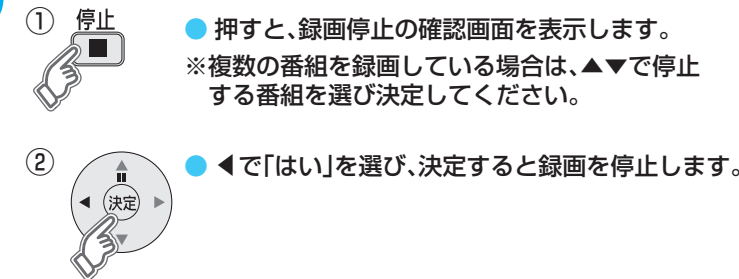 ① 停止
● 押すと、録画停止の確認画面を表示します。
※複数の番組を録画している場合は、▲▼で停止
する番組を選び決定してください。
② 決定
● ◀で｢はい｣を選び、決定すると録画を停止します。